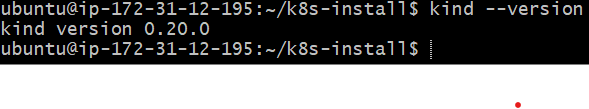 ubuntu@ip-172-31-12-195:~/k8s-install$ kind --version
kind version 0.20.0
ubuntu@ip-172-31-12-195:~/k8s-install$